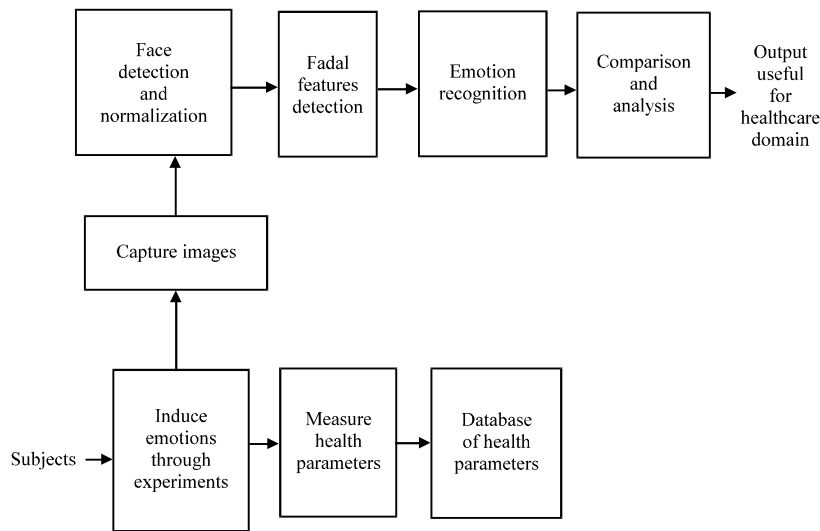 Face
detection
and
normalization
Fadal
features
detection
Emotion
recognition
Comparison
and
analysis
Output
useful
for
healthcare
domain
Capture images
Subjects
Induce
emotions
through
experiments
Measure
health
parameters
Database
of health
parameters